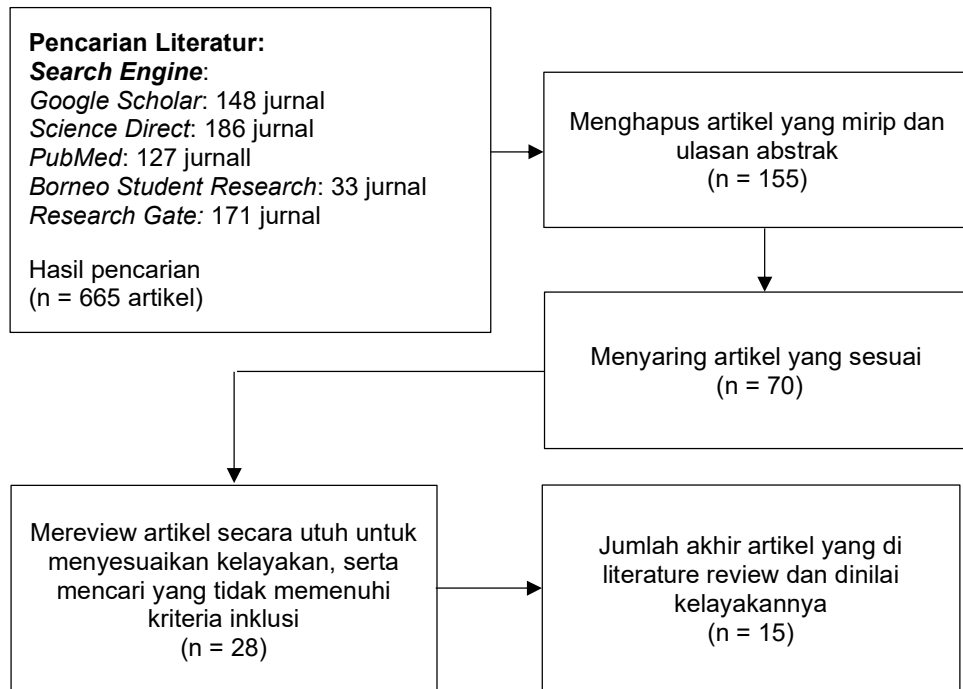 Pencarian Literatur:
Search Engine:
Google Scholar: 148 jurnal
Science Direct: 186 jurnal
PubMed: 127 jurnall
Borneo Student Research: 33 jurnal
Research Gate: 171 jurnal
Hasil pencarian
(n = 665 artikel)
Menghapus artikel yang mirip dan
ulasan abstrak
(n = 155)
Menyaring artikel yang sesuai
(n = 70)
Mereview artikel secara utuh untuk
menyesuaikan kelayakan, serta
mencari yang tidak memenuhi
kriteria inklusi
(n = 28)
Jumlah akhir artikel yang di
literature review dan dinilai
kelayakannya
(n = 15)